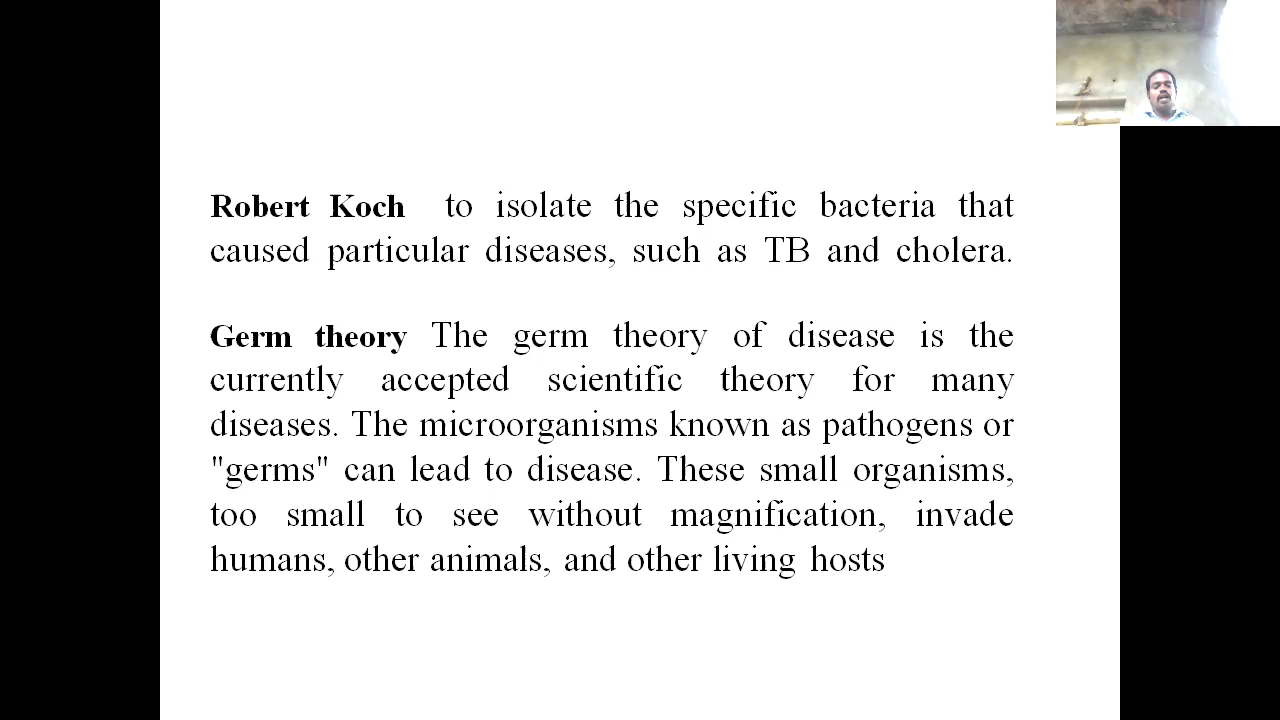 Robert Koch to isolate the specific bacteria that
caused particular diseases, such as TB and cholera.
Germ theory The germ theory of disease is the
currently accepted scientific theory for many
diseases. The microorganisms known as pathogens or
"germs" can lead to disease. These small organisms,
too small to see without magnification, invade
humans, other animals, and other living hosts